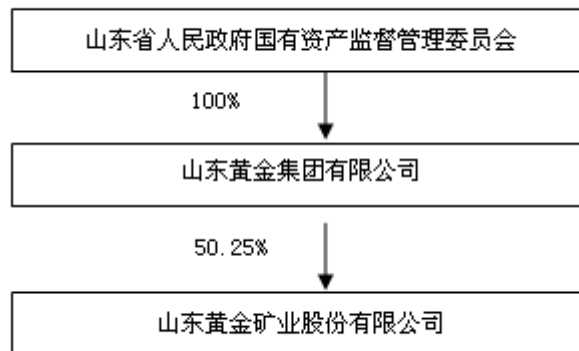 山东省人民政府国有资产监督管理委员会
100%
山东黄金集团有限公司
50.25%
山东黄金矿业股份有限公司